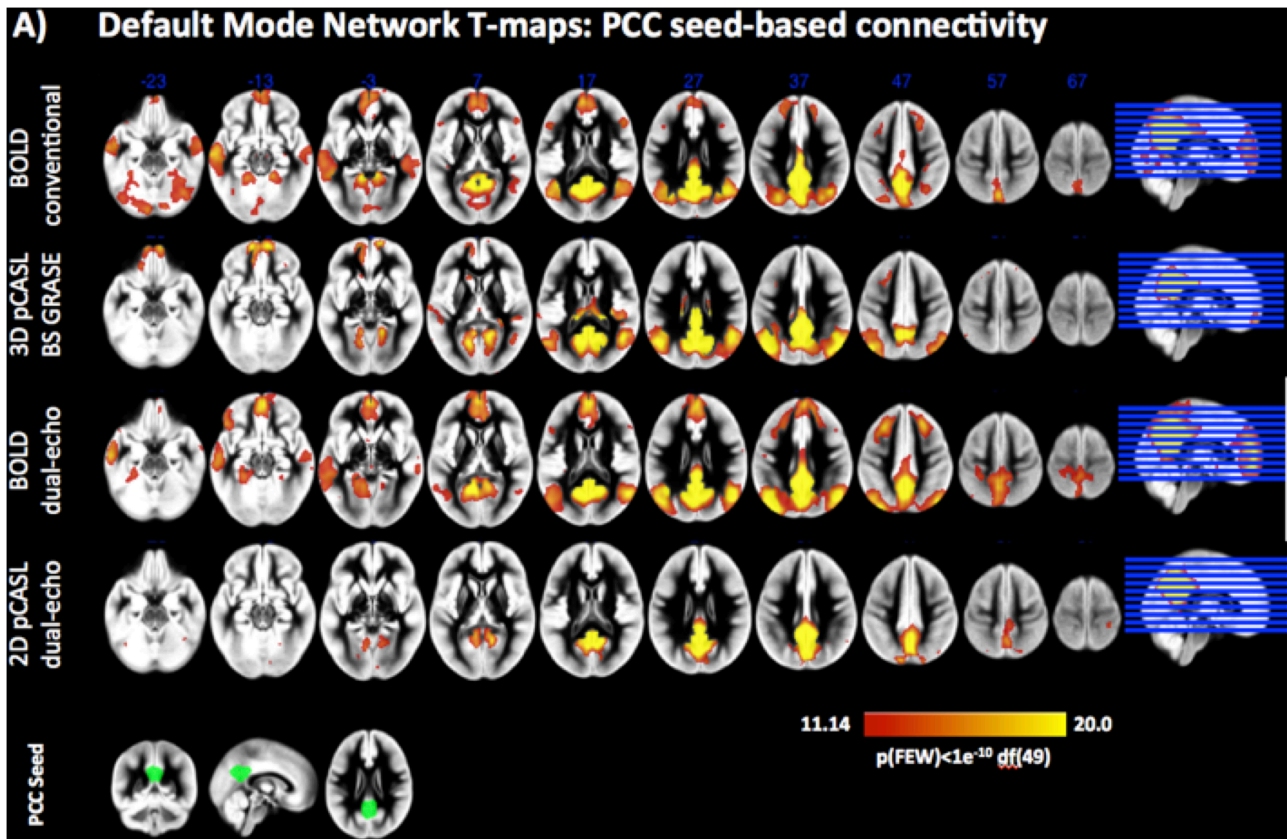 A) Default Mode Network T-maps: PCC seed-based connectivity
-23 -13 -3 7 17 27 37 47 57 67
BOLD
conventional
3D pCASL
BS GRASE
BOLD
dual-echo
2D pCASL
dual-echo
11.14 20.0
p(FEW)<1e⁻¹⁰ df(49)
PCC Seed